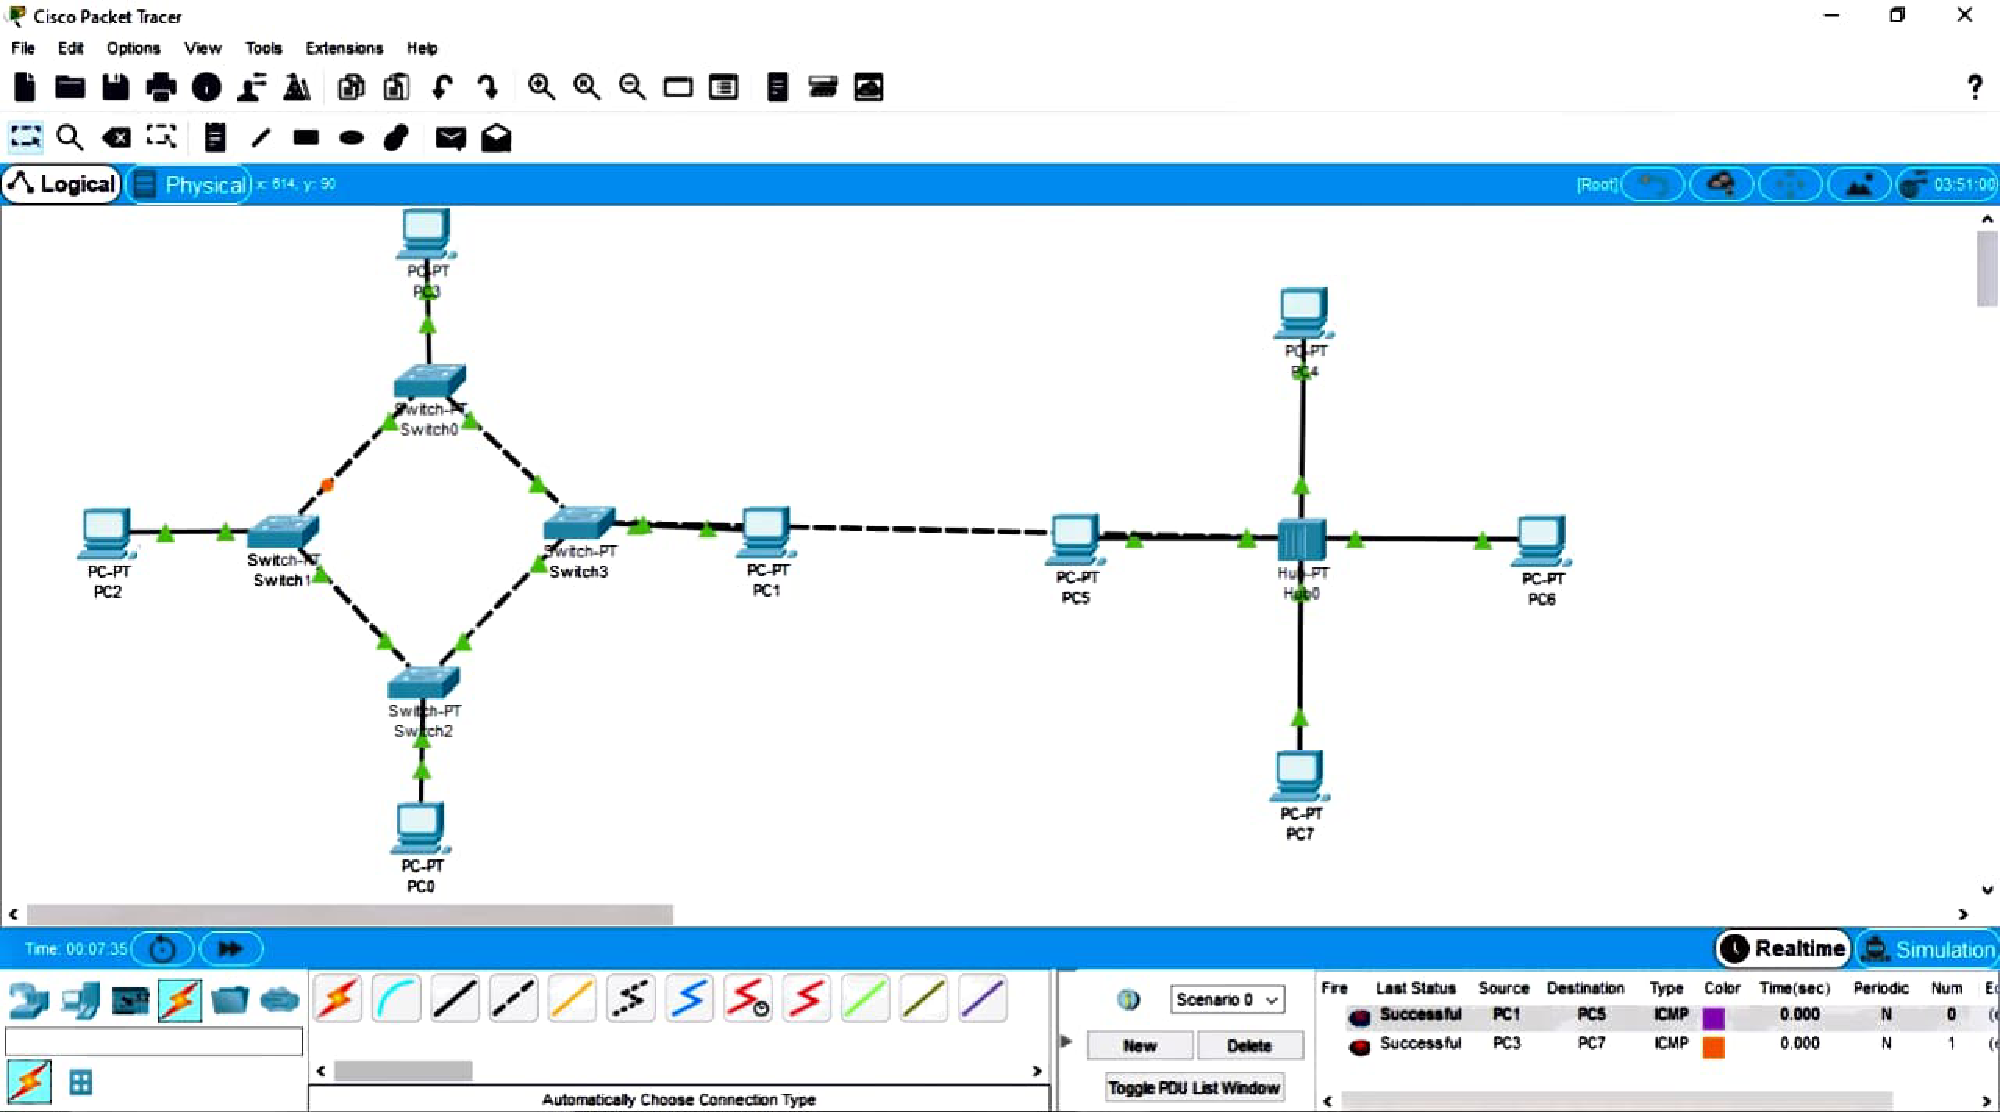 Cisco Packet Tracer
File Edit Options View Tools Extensions Help
?
Logical Physical x: 614, y: 90 [Root] 03:51:00
PC-PT
PC3
PC-PT
PC4
Switch-PT
Switch0
Switch-PT
Switch1
PC-PT
PC2
Switch-PT
Switch3
PC-PT
PC1
PC-PT
PC5
Hub-PT
Hub0
PC-PT
PC6
Switch-PT
Switch2
PC-PT
PC7
PC-PT
PC0
Time: 00:07:35 Realtime Simulation
Scenario 0
New Delete
Toggle PDU List Window
Fire Last Status Source Destination Type Color Time(sec) Periodic Num
Successful PC1 PC5 ICMP 0.000 N 0
Successful PC3 PC7 ICMP 0.000 N 1
Automatically Choose Connection Type